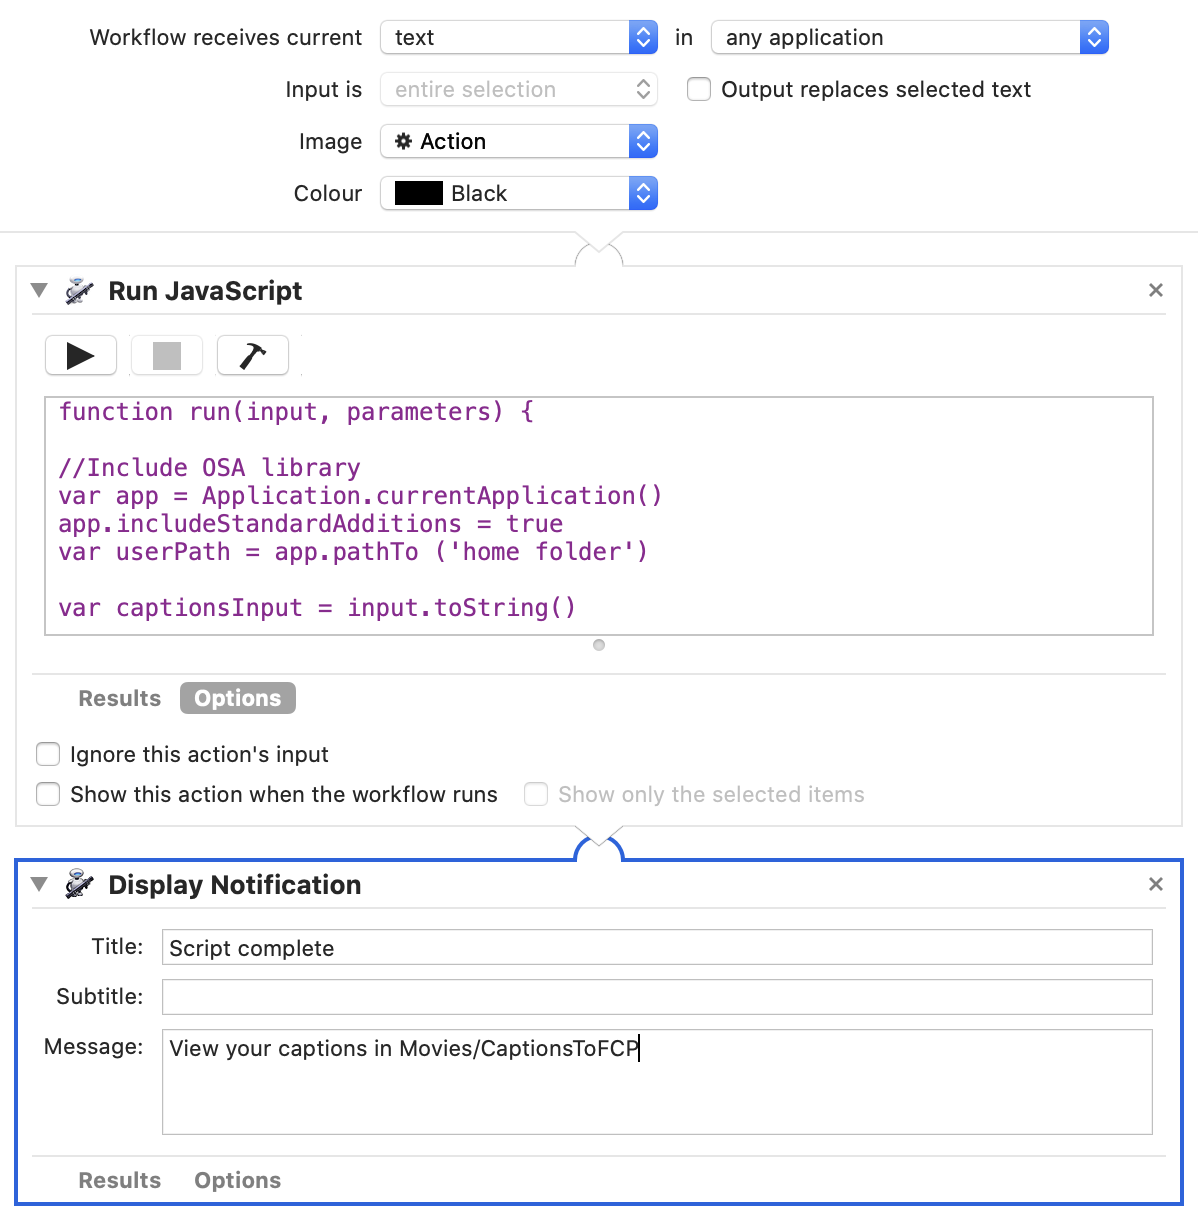 Workflow receives current text in any application
Input is entire selection Output replaces selected text
Image Action
Colour Black
Run JavaScript
function run(input, parameters) {
//Include OSA library
var app = Application.currentApplication()
app.includeStandardAdditions = true
var userPath = app.pathTo ('home folder')
var captionsInput = input.toString()
Results Options
Ignore this action's input
Show this action when the workflow runs Show only the selected items
Display Notification
Title: Script complete
Subtitle:
Message: View your captions in Movies/CaptionsToFCP
Results Options